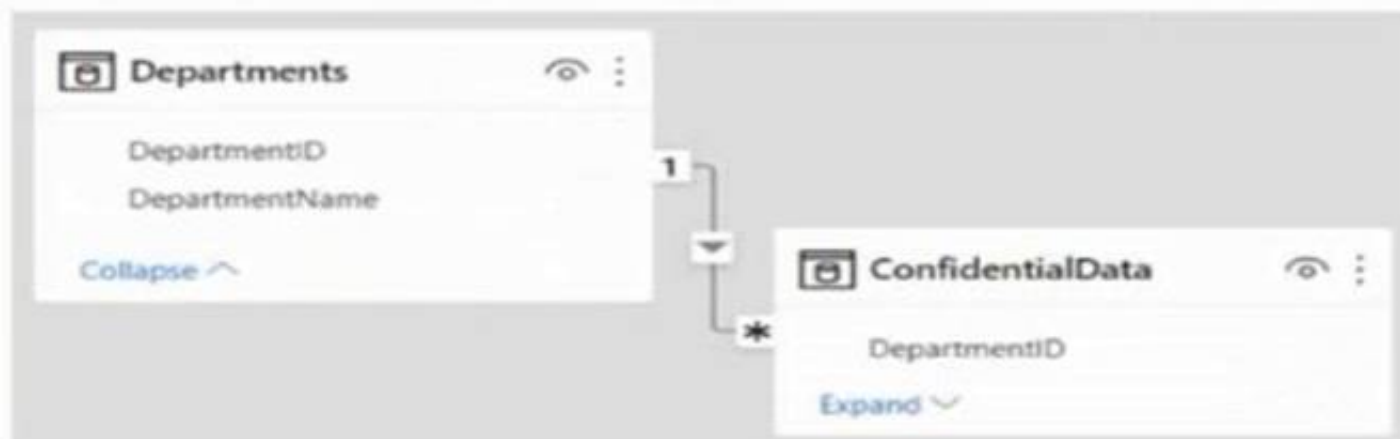 Departments
DepartmentID
DepartmentName
Collapse
1
*
ConfidentialData
DepartmentID
Expand